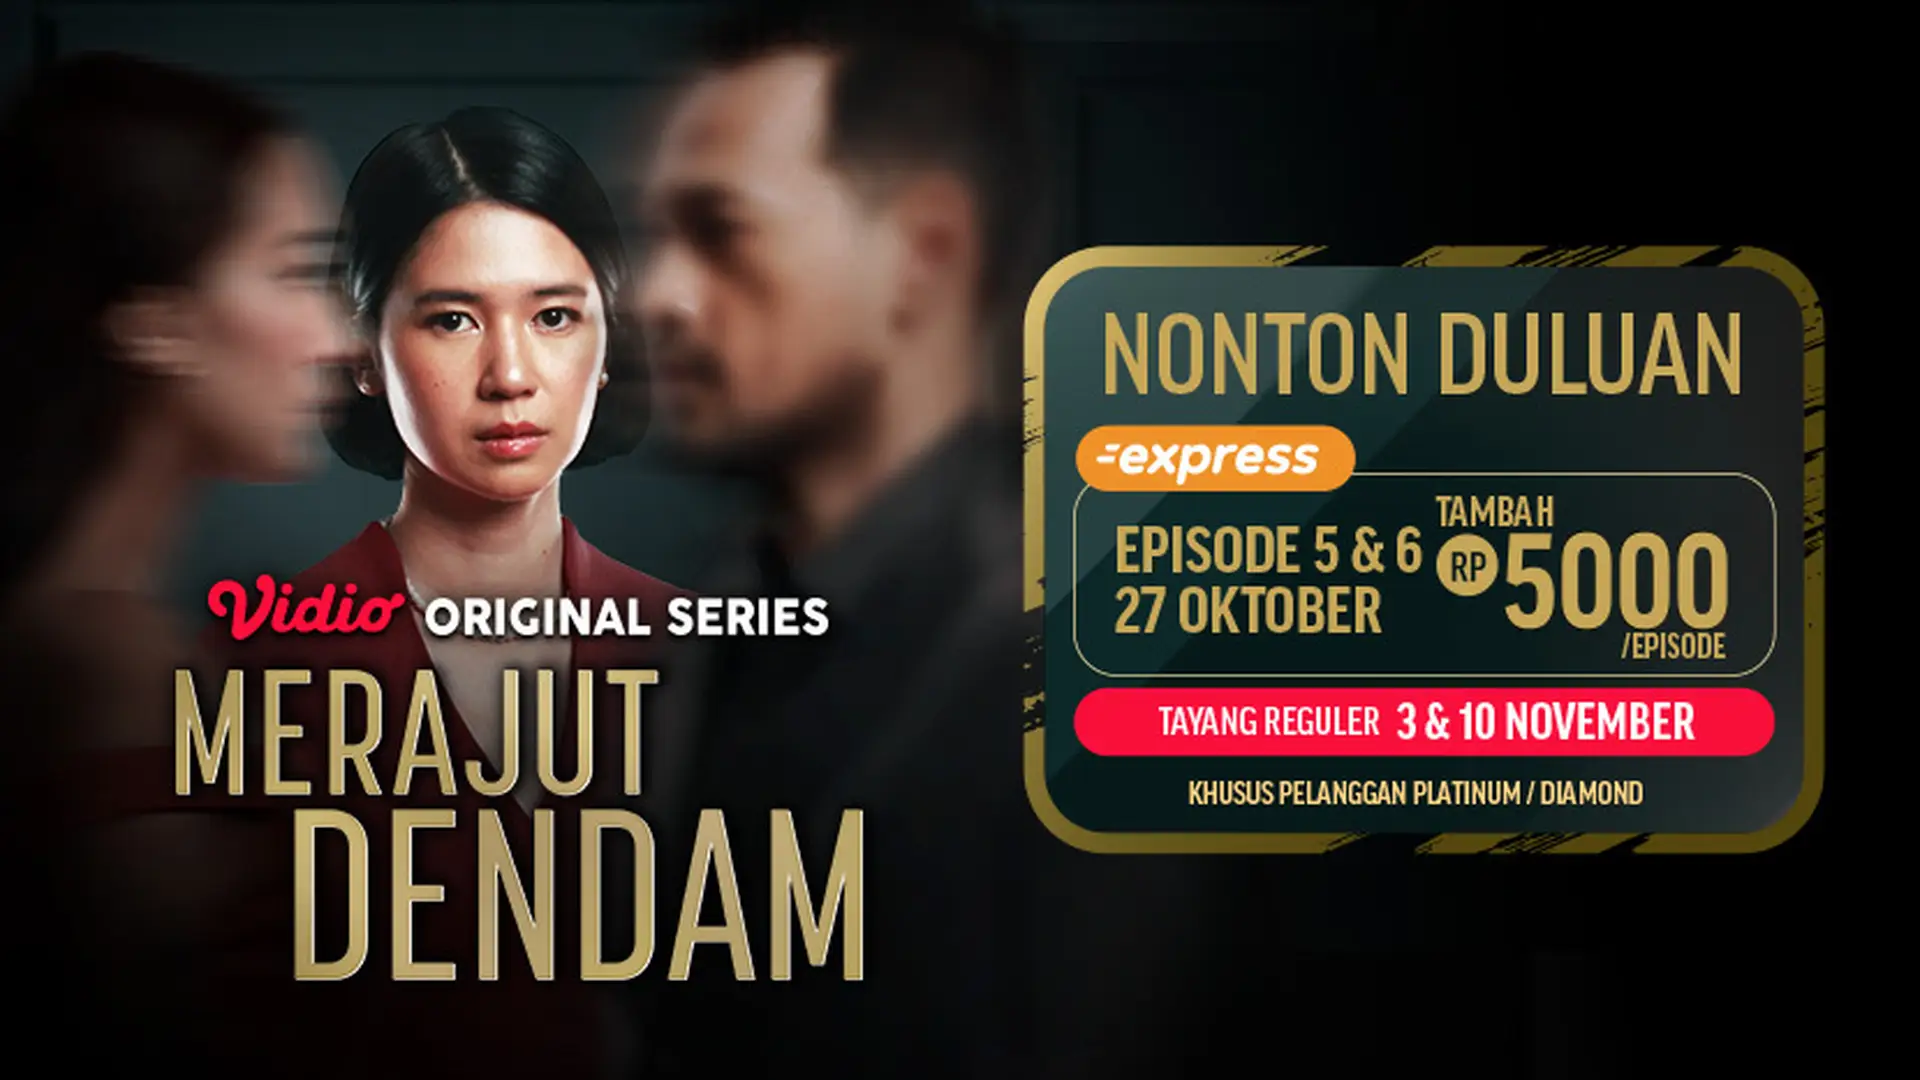 Vidio ORIGINAL SERIES
MERAJUT
DENDAM
NONTON DULUAN
express
EPISODE 5 & 6
27 OKTOBER
TAMBAH
RP 5000
/EPISODE
TAYANG REGULER 3 & 10 NOVEMBER
KHUSUS PELANGGAN PLATINUM / DIAMOND